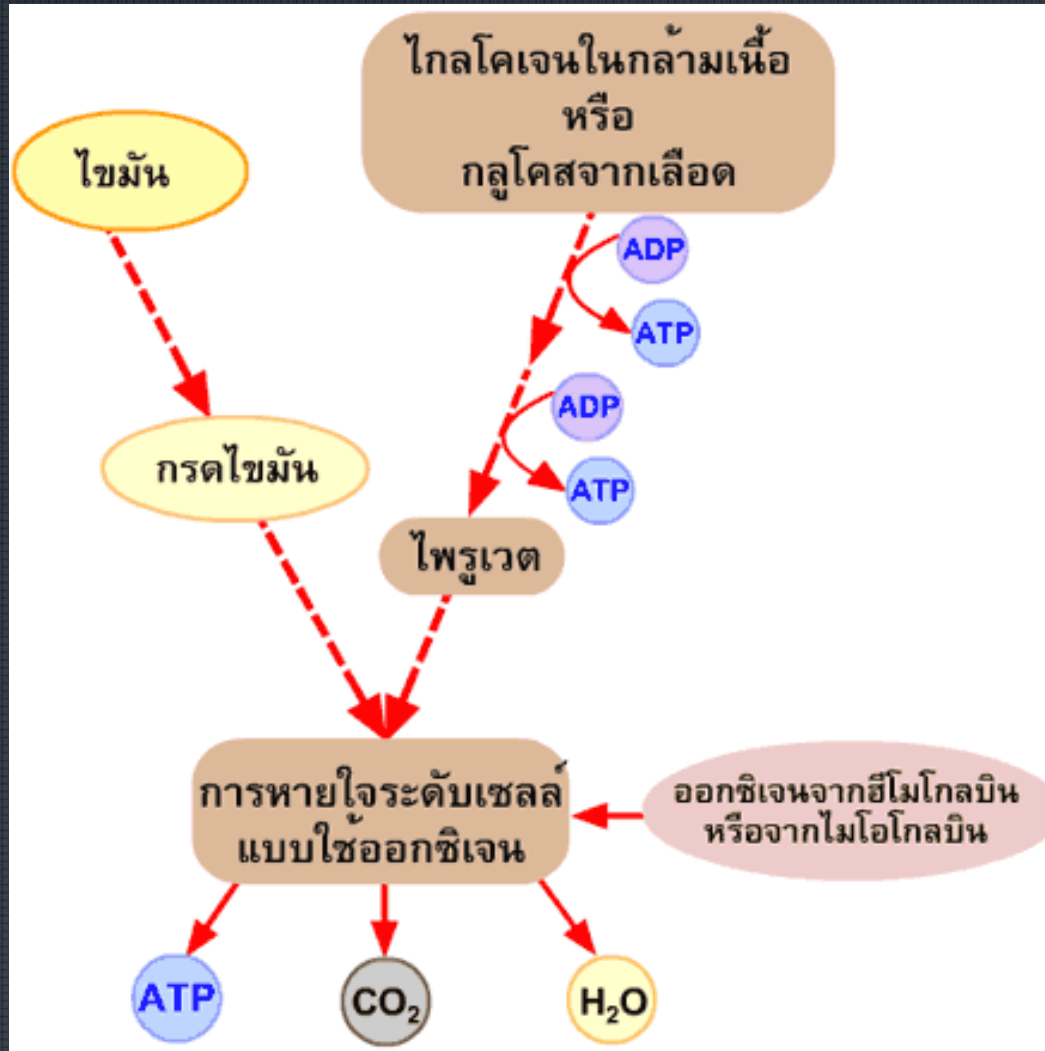 ไกลโคเจนในกล้ามเนื้อ
หรือ
กลูโคสจากเลือด
ไขมัน
ADP
ATP
ADP
กรดไขมัน
ATP
ไพรูเวต
การหายใจระดับเซลล์
แบบใช้ออกซิเจน
ออกซิเจนจากฮีโมโกลบิน
หรือจากไมโอโกลบิน
ATP
CO₂
H₂O